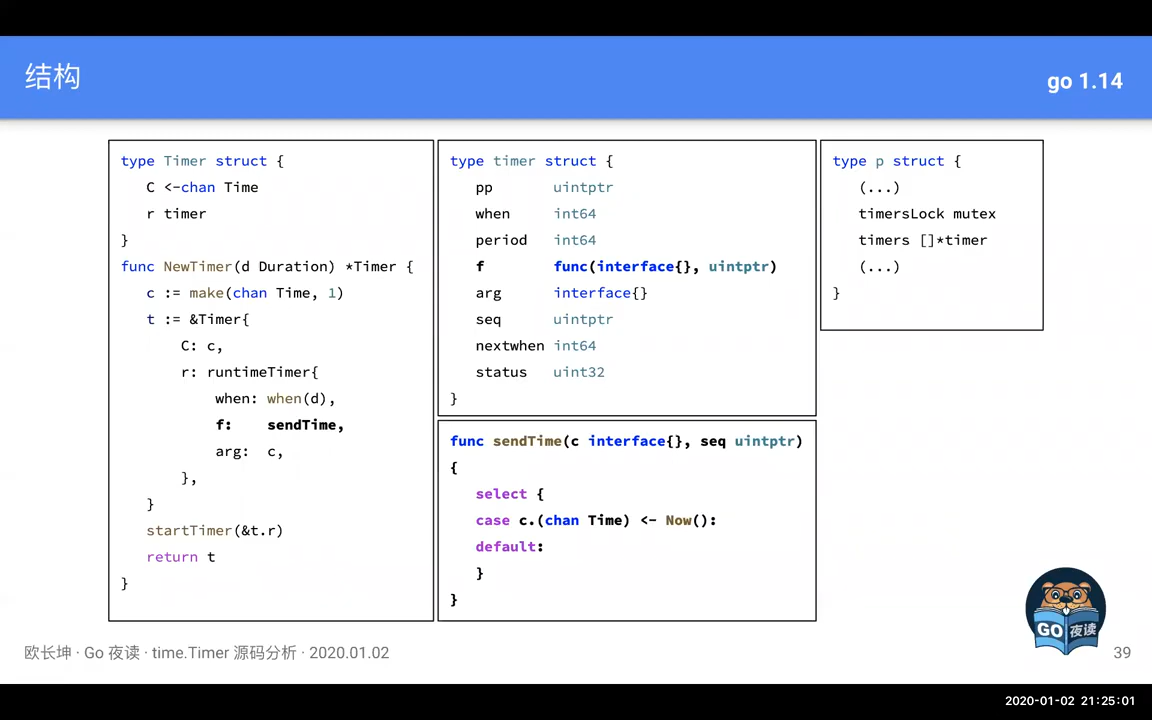 结构
go 1.14
type Timer struct {
C <-chan Time
r timer
}
func NewTimer(d Duration) *Timer {
c := make(chan Time, 1)
t := &Timer{
C: c,
r: runtimeTimer{
when: when(d),
f: sendTime,
arg: c,
},
}
startTimer(&t.r)
return t
}
type timer struct {
pp uintptr
when int64
period int64
f func(interface{}, uintptr)
arg interface{}
seq uintptr
nextwhen int64
status uint32
}
func sendTime(c interface{}, seq uintptr)
{
select {
case c.(chan Time) <- Now():
default:
}
}
type p struct {
(...)
timersLock mutex
timers []*timer
(...)
}
GO 夜读
欧长坤 · Go 夜读 · time.Timer 源码分析 · 2020.01.02
39
2020-01-02 21:25:01